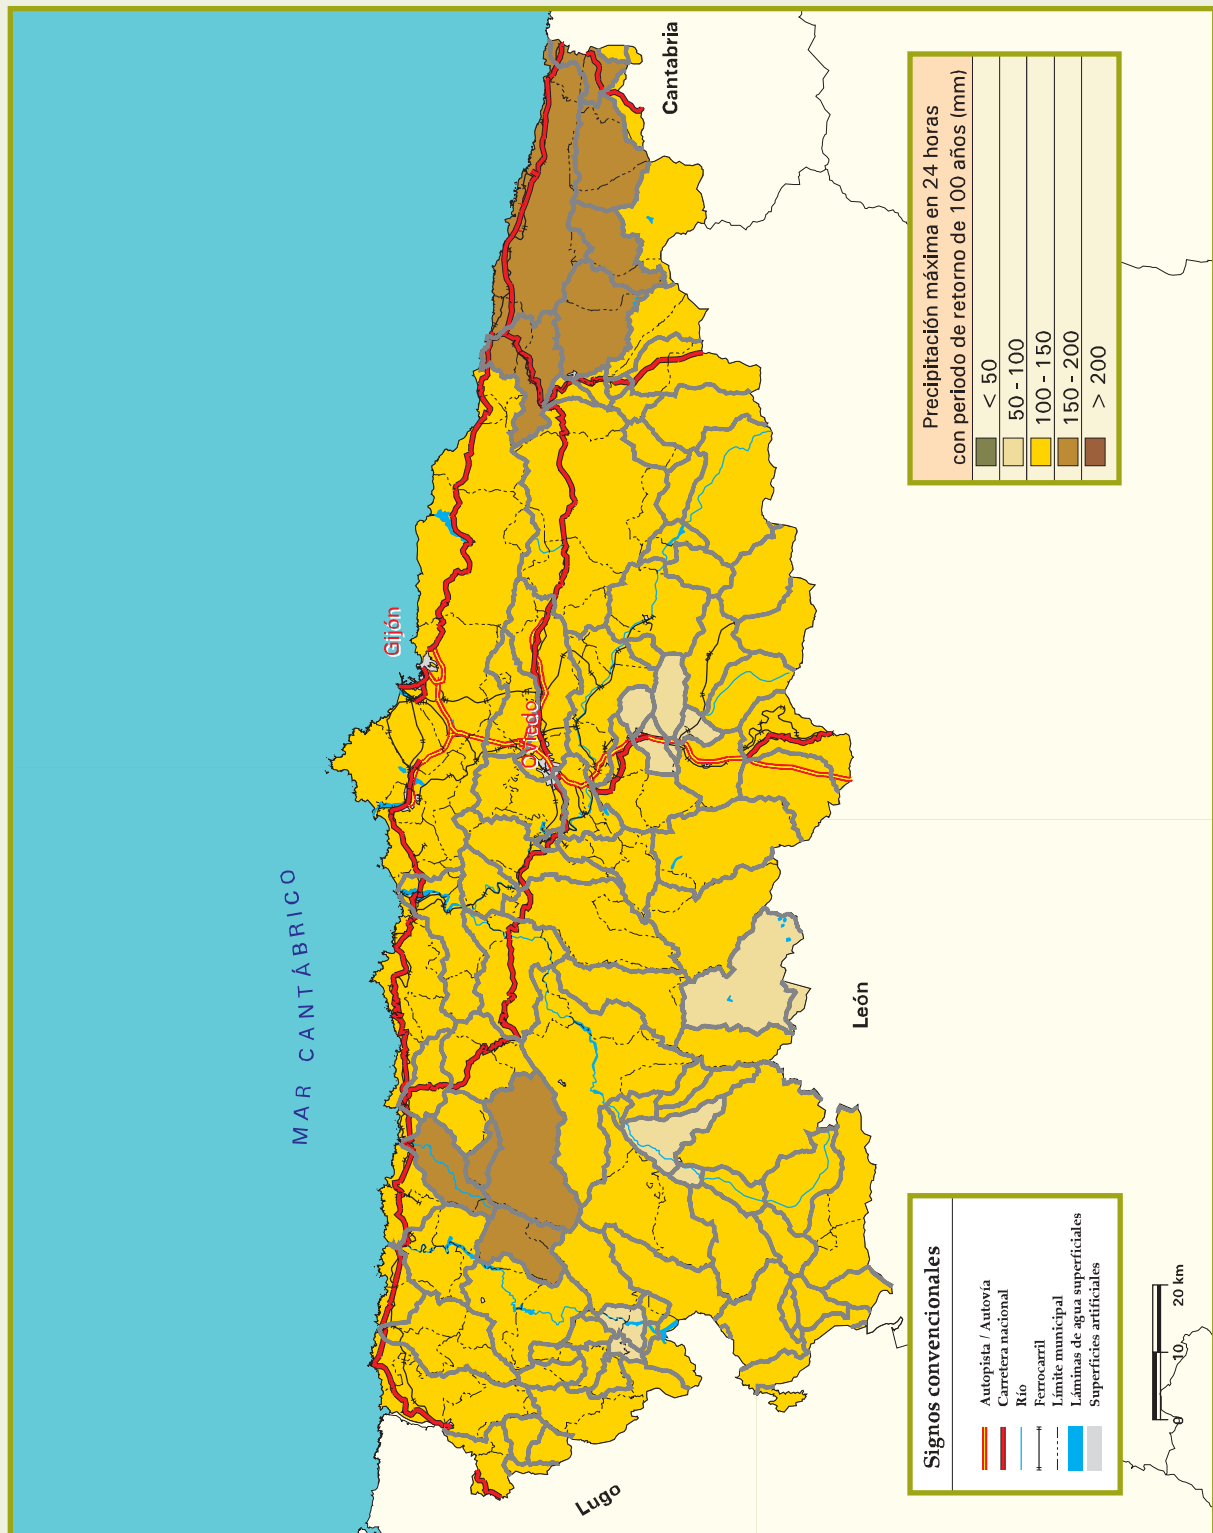 MAR CANTÁBRICO
Gijón
Oviedo
Cantabria
León
Lugo
Precipitación máxima en 24 horas
con periodo de retorno de 100 años (mm)
< 50
50 - 100
100 - 150
150 - 200
> 200
Signos convencionales
Autopista / Autovía
Carretera nacional
Río
Ferrocarril
Límite municipal
Láminas de agua superficiales
Superficies artificiales
0 10 20 km